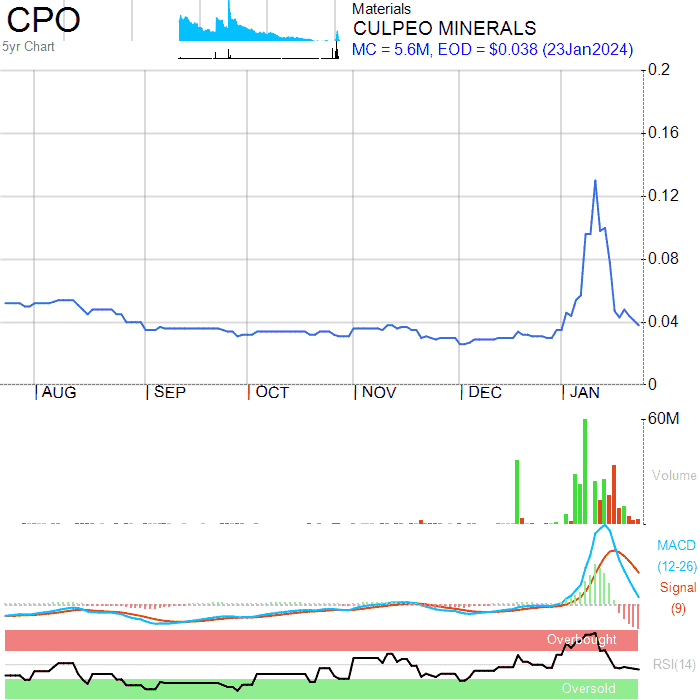 CPO
5yr Chart
Materials
CULPEO MINERALS
MC = 5.6M, EOD = $0.038 (23Jan2024)
0.2
0.16
0.12
0.08
0.04
0
AUG SEP OCT NOV DEC JAN
60M
Volume
MACD
(12-26)
Signal
(9)
Overbought
RSI(14)
Oversold